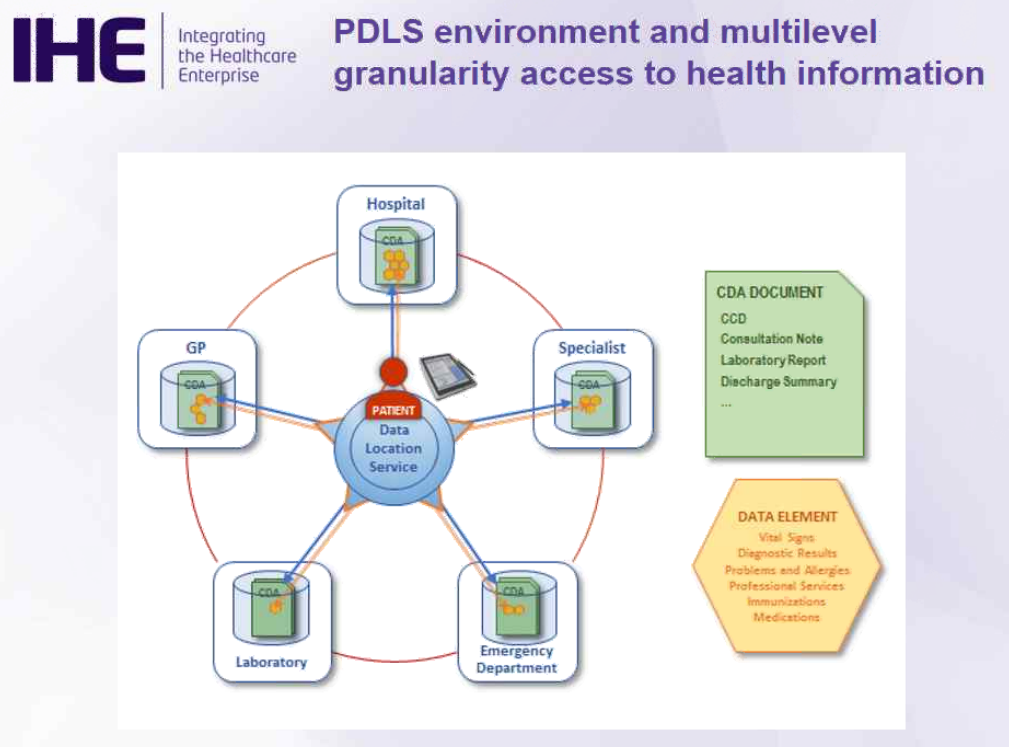 IHE
Integrating
the Healthcare
Enterprise
PDLS environment and multilevel
granularity access to health information
Hospital
CDA
GP
CDA
Specialist
CDA
PATIENT
Data
Location
Service
CDA
Laboratory
CDA
Emergency
Department
CDA DOCUMENT
CCD
Consultation Note
Laboratory Report
Discharge Summary
...
DATA ELEMENT
Vital Signs
Diagnostic Results
Problems and Allergies
Professional Services
Immunizations
Medications